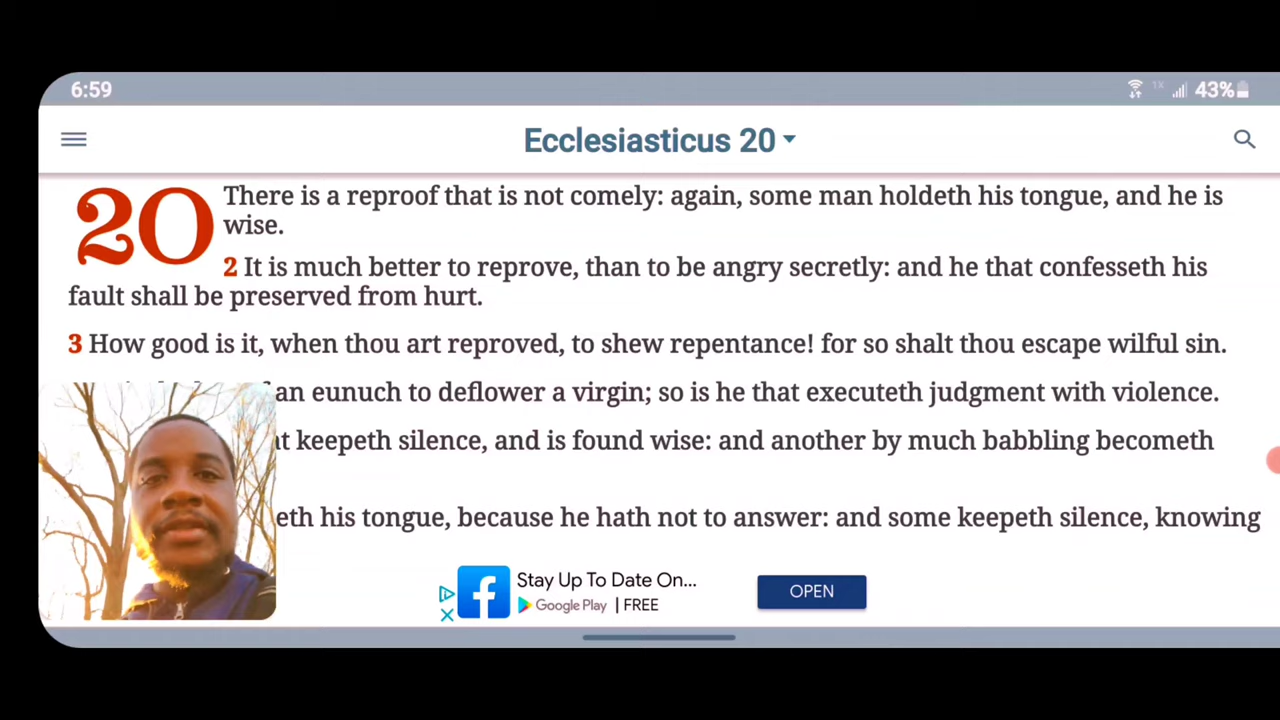 6:59
1X
43%
Ecclesiasticus 20
20 There is a reproof that is not comely: again, some man holdeth his tongue, and he is
wise.
2 It is much better to reprove, than to be angry secretly: and he that confesseth his
fault shall be preserved from hurt.
3 How good is it, when thou art reproved, to shew repentance! for so shalt thou escape wilful sin.
an eunuch to deflower a virgin; so is he that executeth judgment with violence.
keepeth silence, and is found wise: and another by much babbling becometh
eth his tongue, because he hath not to answer: and some keepeth silence, knowing
Stay Up To Date On...
Google Play | FREE
OPEN